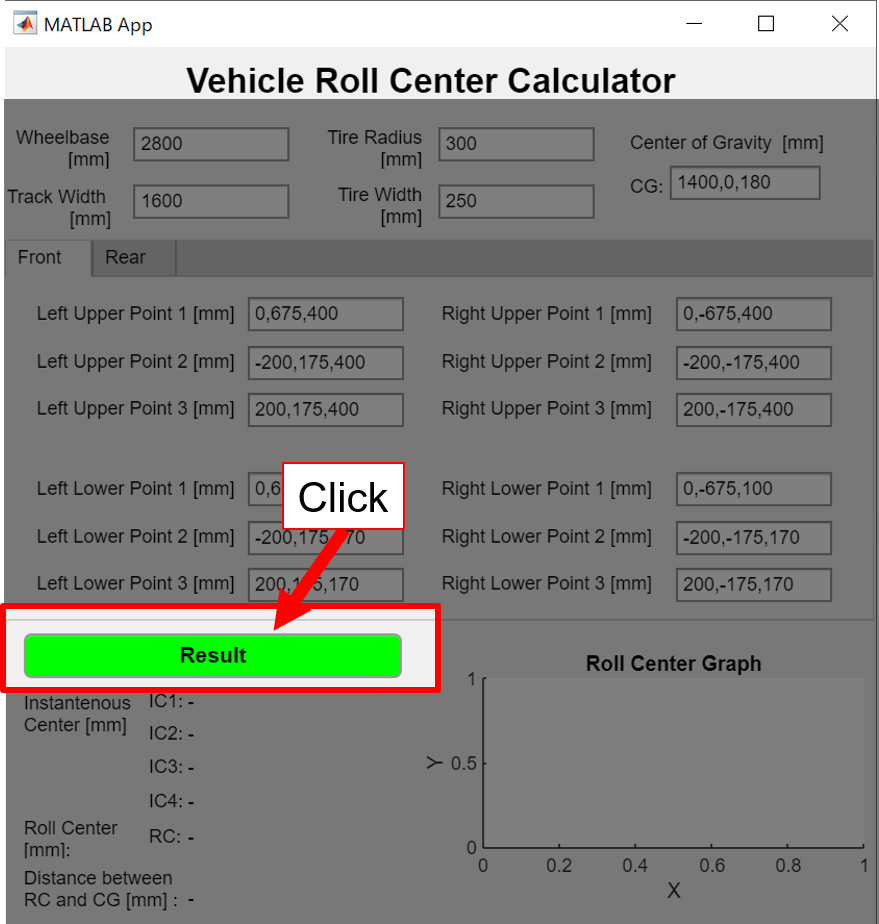 MATLAB App
Vehicle Roll Center Calculator
Wheelbase [mm] 2800 Tire Radius [mm] 300 Center of Gravity [mm]
CG: 1400,0,180
Track Width [mm] 1600 Tire Width [mm] 250
Front Rear
Left Upper Point 1 [mm] 0,675,400 Right Upper Point 1 [mm] 0,-675,400
Left Upper Point 2 [mm] -200,175,400 Right Upper Point 2 [mm] -200,-175,400
Left Upper Point 3 [mm] 200,175,400 Right Upper Point 3 [mm] 200,-175,400
Left Lower Point 1 [mm] 0,6 Right Lower Point 1 [mm] 0,-675,100
Click
Left Lower Point 2 [mm] -200,175,170 Right Lower Point 2 [mm] -200,-175,170
Left Lower Point 3 [mm] 200,175,170 Right Lower Point 3 [mm] 200,-175,170
Result
Instantenous
Center [mm]
IC1: -
IC2: -
IC3: -
IC4: -
Roll Center
[mm]:
RC: -
Distance between
RC and CG [mm] : -
Roll Center Graph
1
Y 0.5
0
0 0.2 0.4 0.6 0.8 1
X